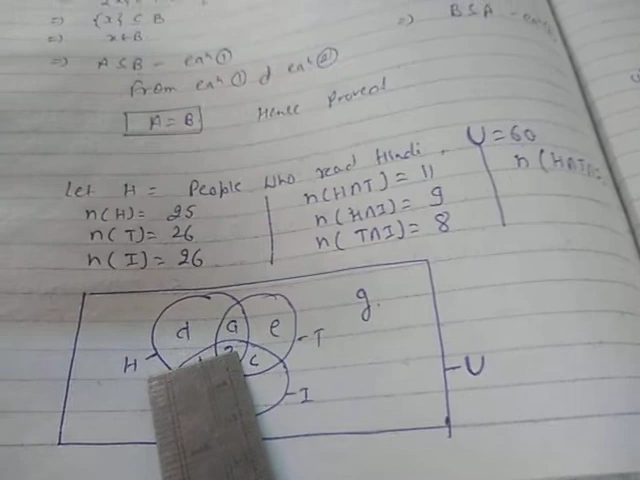 ⇒ {x} ⊂ B
⇒ x ∈ B
⇒ B ⊆ A -
⇒ A ⊆ B - eqⁿ ①
From eqⁿ ① d eqⁿ ②
A = B Hence Proved
U = 60
Let H = People who read Hindi.
n(H) = 25
n(T) = 26
n(I) = 26
n(H∩T) = 11
n(H∩I) = 9
n(T∩I) = 8
n(H∩T∩
d a e g.
c
H T I U